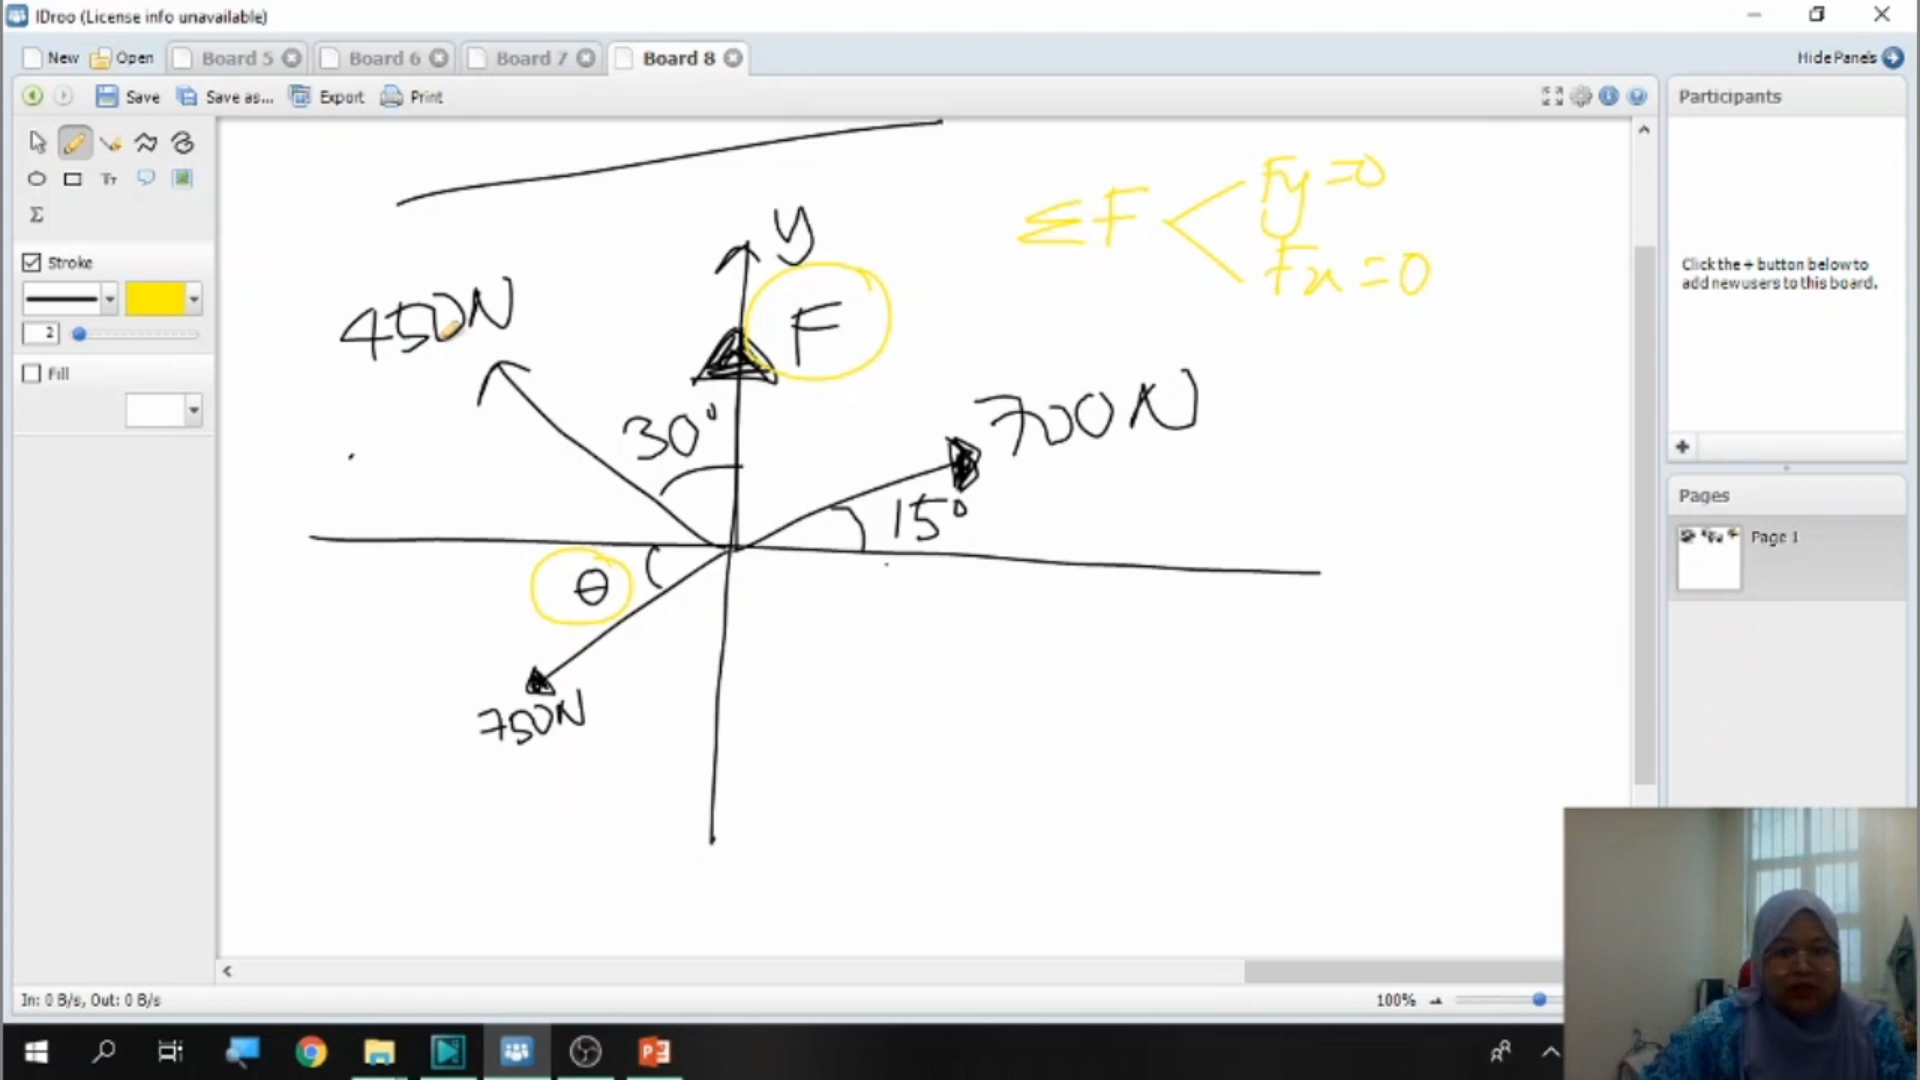 IDroo (License info unavailable)
New Open Board 5 Board 6 Board 7 Board 8 Hide Panels
Save Save as... Export Print
Participants
Click the + button below to
add new users to this board.
Stroke
2
Fill
Tт
Σ
ΣF < Fy = 0
Fx = 0
y
450N
F
30°
700N
15°
θ
750N
Pages
Page 1
In: 0 B/s, Out: 0 B/s
100%